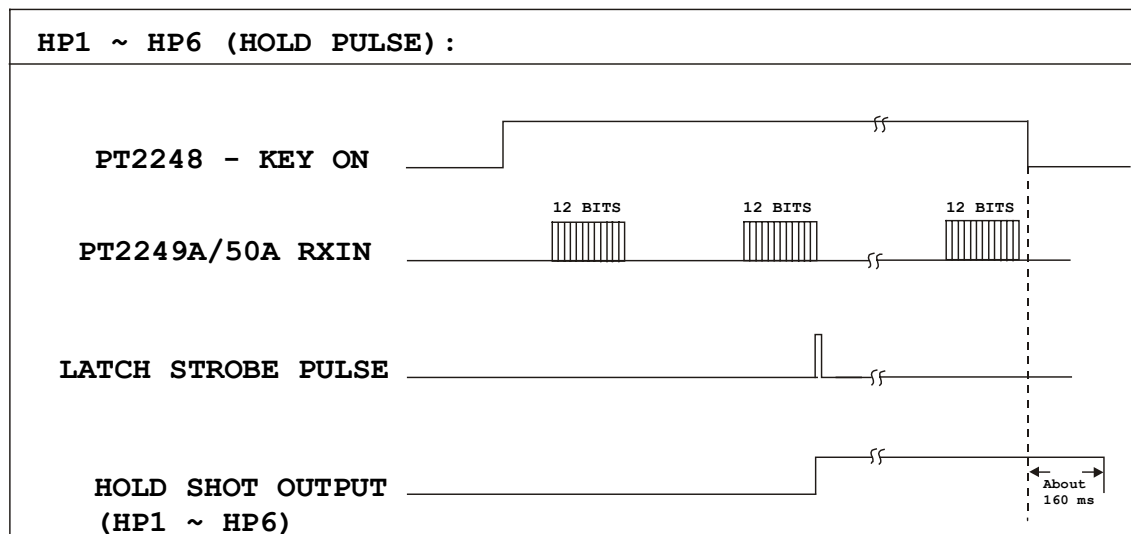 HP1 ~ HP6 (HOLD PULSE):
PT2248 - KEY ON
12 BITS 12 BITS 12 BITS
PT2249A/50A RXIN
LATCH STROBE PULSE
HOLD SHOT OUTPUT
(HP1 ~ HP6)
About
160 ms